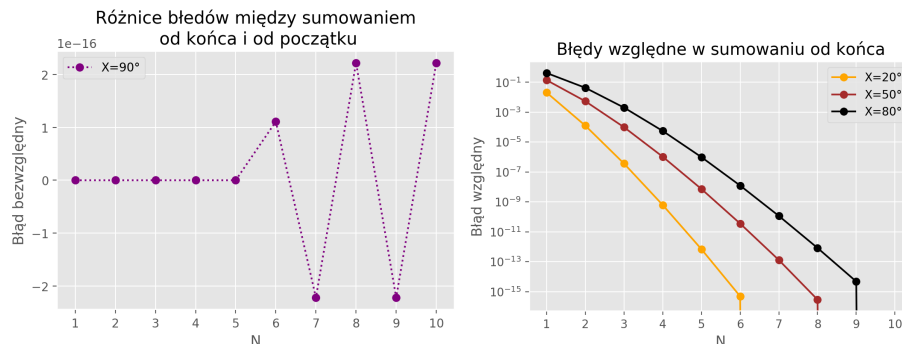 Różnice błedów między sumowaniem
od końca i od początku
1e−16
X=90°
2
1
0
−1
−2
Błąd bezwzględny
1 2 3 4 5 6 7 8 9 10
N
Błędy względne w sumowaniu od końca
X=20°
X=50°
X=80°
10⁻¹
10⁻³
10⁻⁵
10⁻⁷
10⁻⁹
10⁻¹¹
10⁻¹³
10⁻¹⁵
Błąd względny
1 2 3 4 5 6 7 8 9 10
N